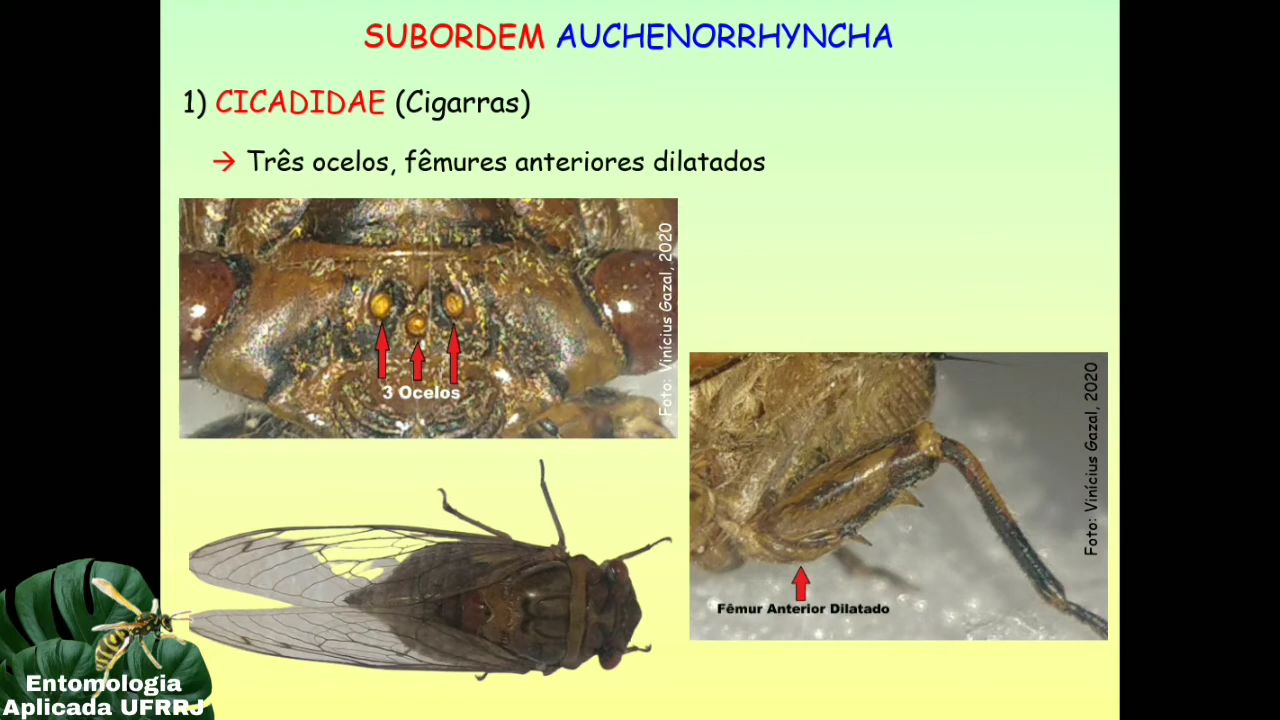 SUBORDEM AUCHENORRHYNCHA
1) CICADIDAE (Cigarras)
→ Três ocelos, fêmures anteriores dilatados
Foto: Vinícius Gazal, 2020
3 Ocelos
Foto: Vinícius Gazal, 2020
Fêmur Anterior Dilatado
Entomologia
Aplicada UFRRJ